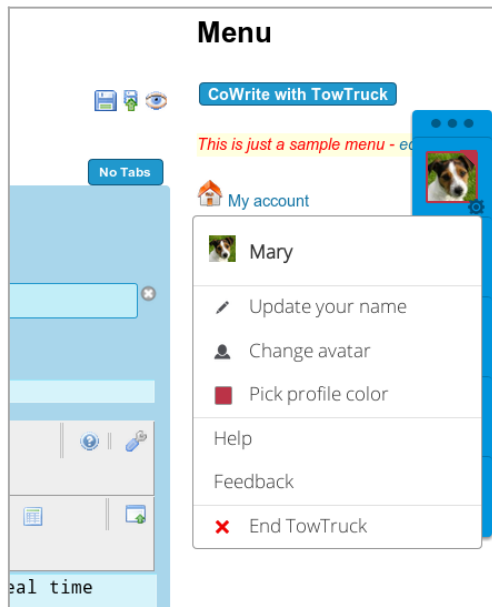 Menu
CoWrite with TowTruck
This is just a sample menu -
No Tabs
My account
Mary
Update your name
Change avatar
Pick profile color
Help
Feedback
End TowTruck
eal time